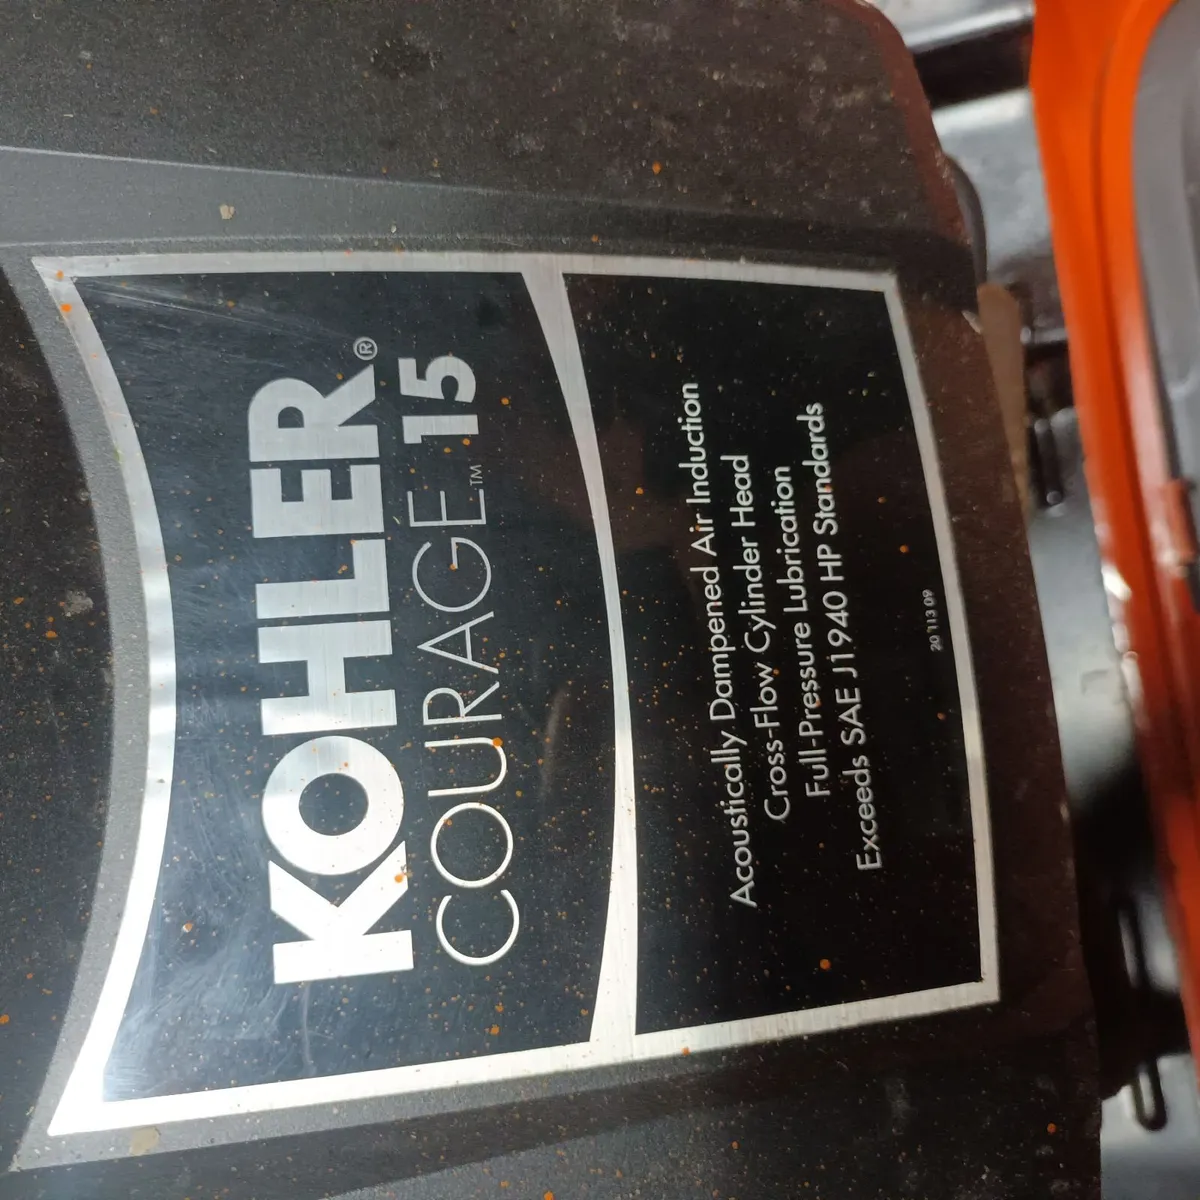 KOHLER®
COURAGE™ 15
Acoustically Dampened Air Induction
Cross-Flow Cylinder Head
Full-Pressure Lubrication
Exceeds SAE J1940 HP Standards
20 113 09